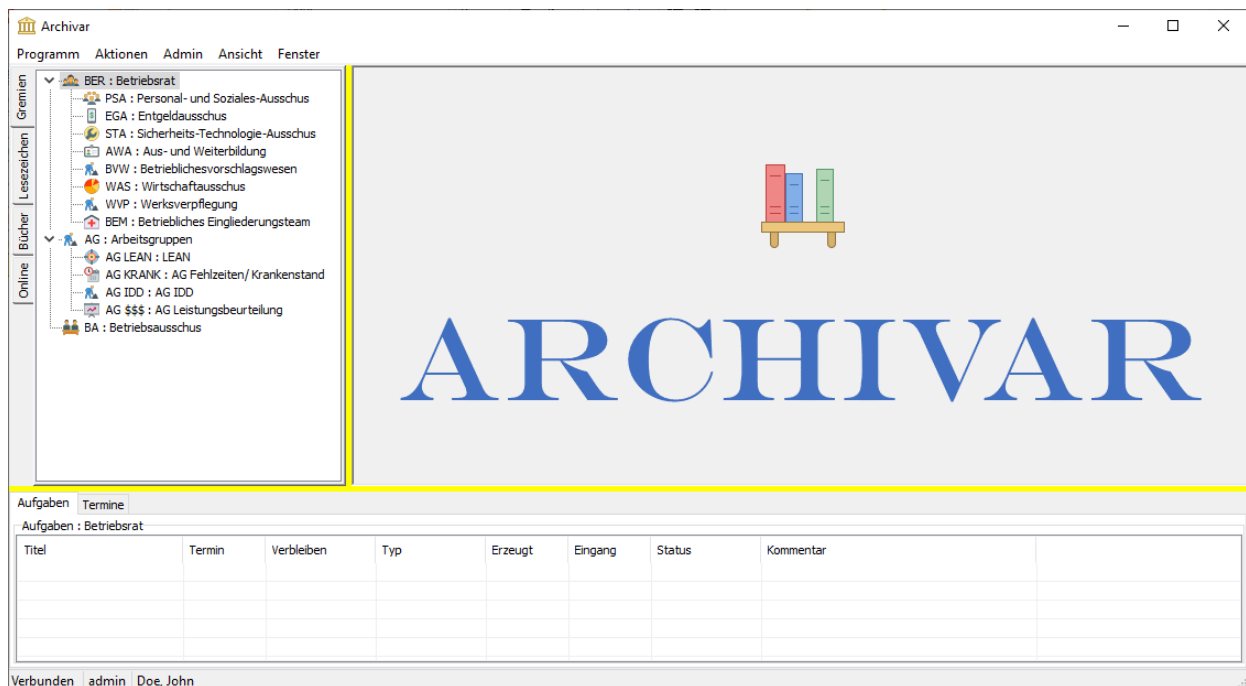 Archivar
Programm Aktionen Admin Ansicht Fenster
Gremien
Lesezeichen
Bücher
Online
BER : Betriebsrat
PSA : Personal- und Soziales-Ausschus
EGA : Entgeldausschus
STA : Sicherheits-Technologie-Ausschus
AWA : Aus- und Weiterbildung
BVW : Betrieblichesvorschlagswesen
WAS : Wirtschaftausschus
WVP : Werksverpflegung
BEM : Betriebliches Eingliederungsteam
AG : Arbeitsgruppen
AG LEAN : LEAN
AG KRANK : AG Fehlzeiten/ Krankenstand
AG IDD : AG IDD
AG $$$ : AG Leistungsbeurteilung
BA : Betriebsausschus
ARCHIVAR
Aufgaben Termine
Aufgaben : Betriebsrat
Titel Termin Verbleiben Typ Erzeugt Eingang Status Kommentar
Verbunden admin Doe, John